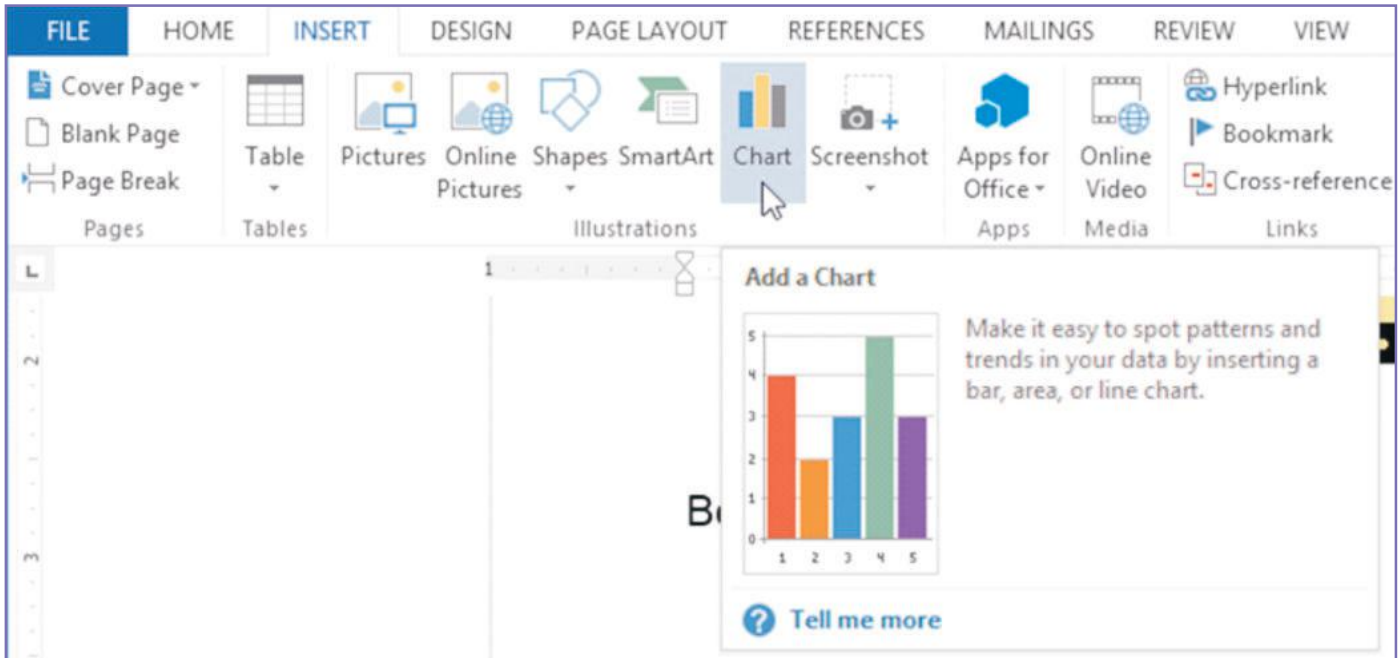 FILE HOME INSERT DESIGN PAGE LAYOUT REFERENCES MAILINGS REVIEW VIEW
Cover Page
Blank Page
Page Break
Pages
Table
Tables
Pictures
Online
Pictures
Shapes
SmartArt
Chart
Screenshot
Illustrations
Apps for
Office
Apps
Online
Video
Media
Hyperlink
Bookmark
Cross-reference
Links
L
1
2
3
Add a Chart
5
4
3
2
1
0
1 2 3 4 5
Make it easy to spot patterns and
trends in your data by inserting a
bar, area, or line chart.
? Tell me more